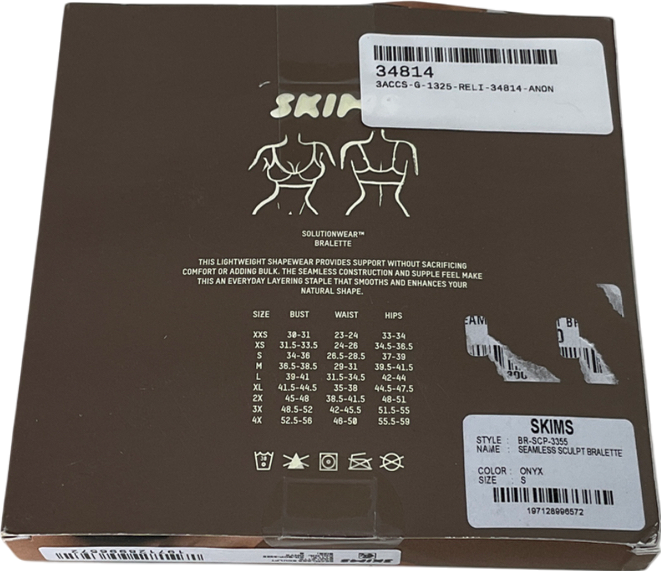 34814
3ACCS-G-1325-RELI-34814-ANON
SKIMS
SOLUTIONWEAR™
BRALETTE
THIS LIGHTWEIGHT SHAPEWEAR PROVIDES SUPPORT WITHOUT SACRIFICING
COMFORT OR ADDING BULK. THE SEAMLESS CONSTRUCTION AND SUPPLE FEEL MAKE
THIS AN EVERYDAY LAYERING STAPLE THAT SMOOTHS AND ENHANCES YOUR
NATURAL SHAPE.
SIZE BUST WAIST HIPS
XXS 30-31 23-24 33-34
XS 31.5-33.5 24-26 34.5-36.5
S 34-36 26.5-28.5 37-39
M 36.5-38.5 29-31 39.5-41.5
L 39-41 31.5-34.5 42-44
XL 41.5-44.5 35-38 44.5-47.5
2X 45-48 38.5-41.5 48-51
3X 48.5-52 42-45.5 51.5-55
4X 52.5-56 46-50 55.5-59
30
SKIMS
STYLE : BR-SCP-3355
NAME : SEAMLESS SCULPT BRALETTE
COLOR : ONYX
SIZE : S
197128996572
SKIMS